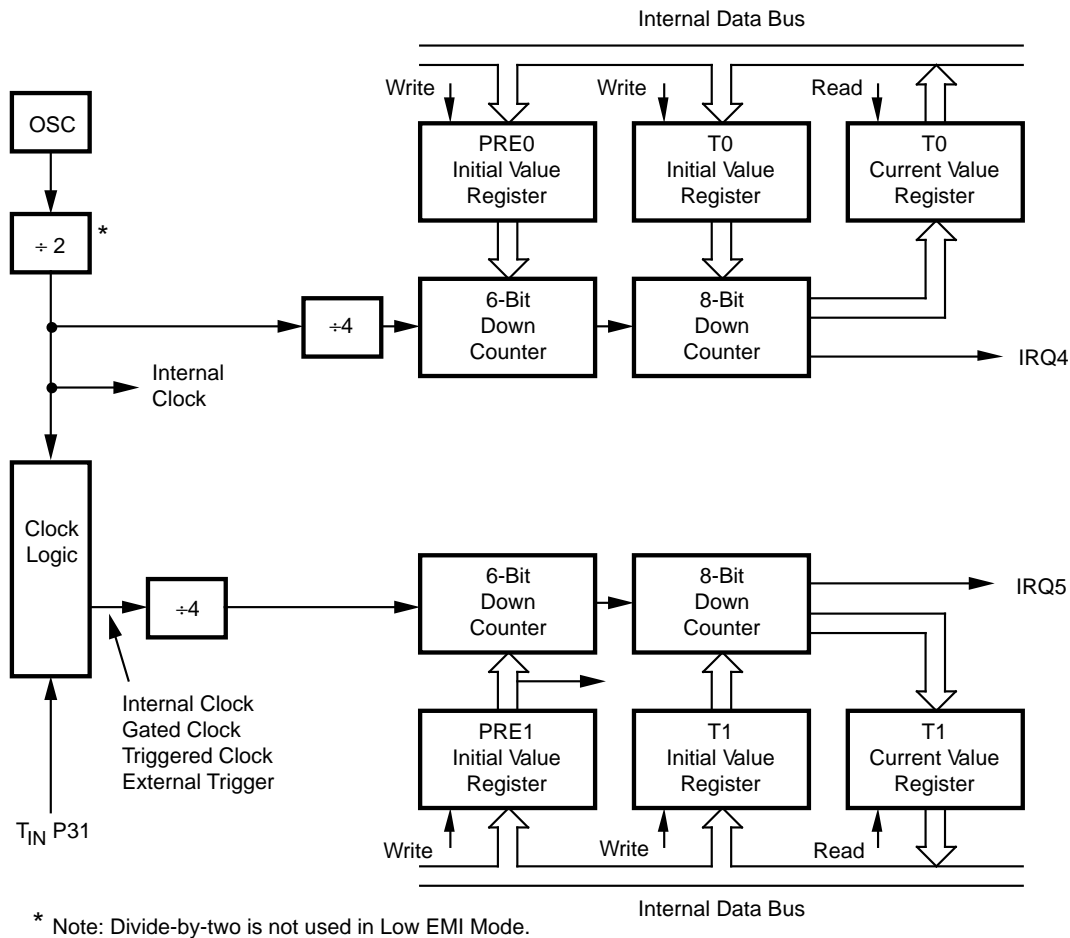 Internal Data Bus
Write
Write
Read
OSC
PRE0
Initial Value
Register
T0
Initial Value
Register
T0
Current Value
Register
÷ 2
*
6-Bit
Down
Counter
8-Bit
Down
Counter
÷4
IRQ4
Internal
Clock
Clock
Logic
÷4
6-Bit
Down
Counter
8-Bit
Down
Counter
IRQ5
Internal Clock
Gated Clock
Triggered Clock
External Trigger
PRE1
Initial Value
Register
T1
Initial Value
Register
T1
Current Value
Register
TIN P31
Write
Write
Read
Internal Data Bus
* Note: Divide-by-two is not used in Low EMI Mode.